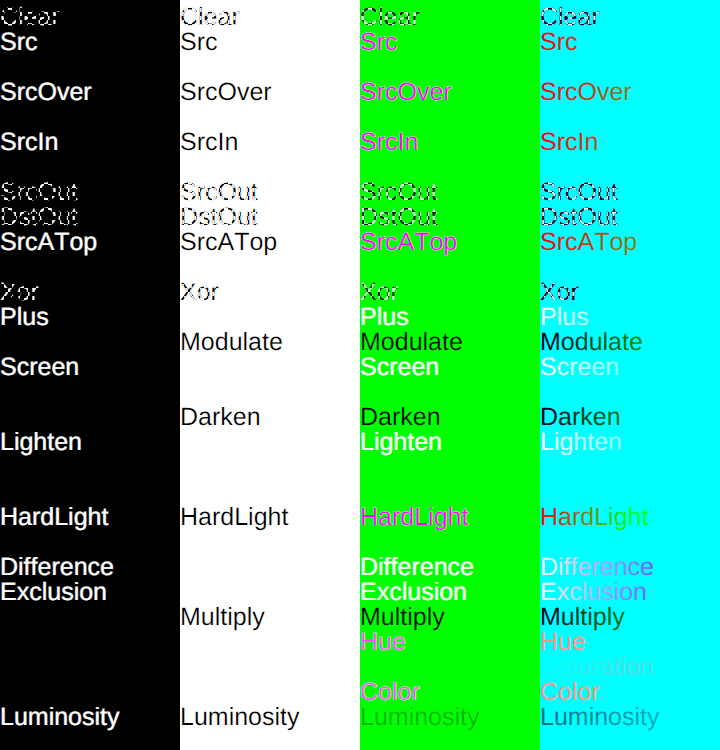 Clear Clear Clear Clear
Src Src Src Src
SrcOver SrcOver SrcOver SrcOver
SrcIn SrcIn SrcIn SrcIn
SrcOut SrcOut SrcOut SrcOut
DstOut DstOut DstOut DstOut
SrcATop SrcATop SrcATop SrcATop
Xor Xor Xor Xor
Plus Plus Plus
Modulate Modulate Modulate
Screen Screen Screen
Darken Darken Darken
Lighten Lighten Lighten
HardLight HardLight HardLight HardLight
Difference Difference Difference
Exclusion Exclusion Exclusion
Multiply Multiply Multiply
Hue Hue
Color Color
Luminosity Luminosity Luminosity Luminosity